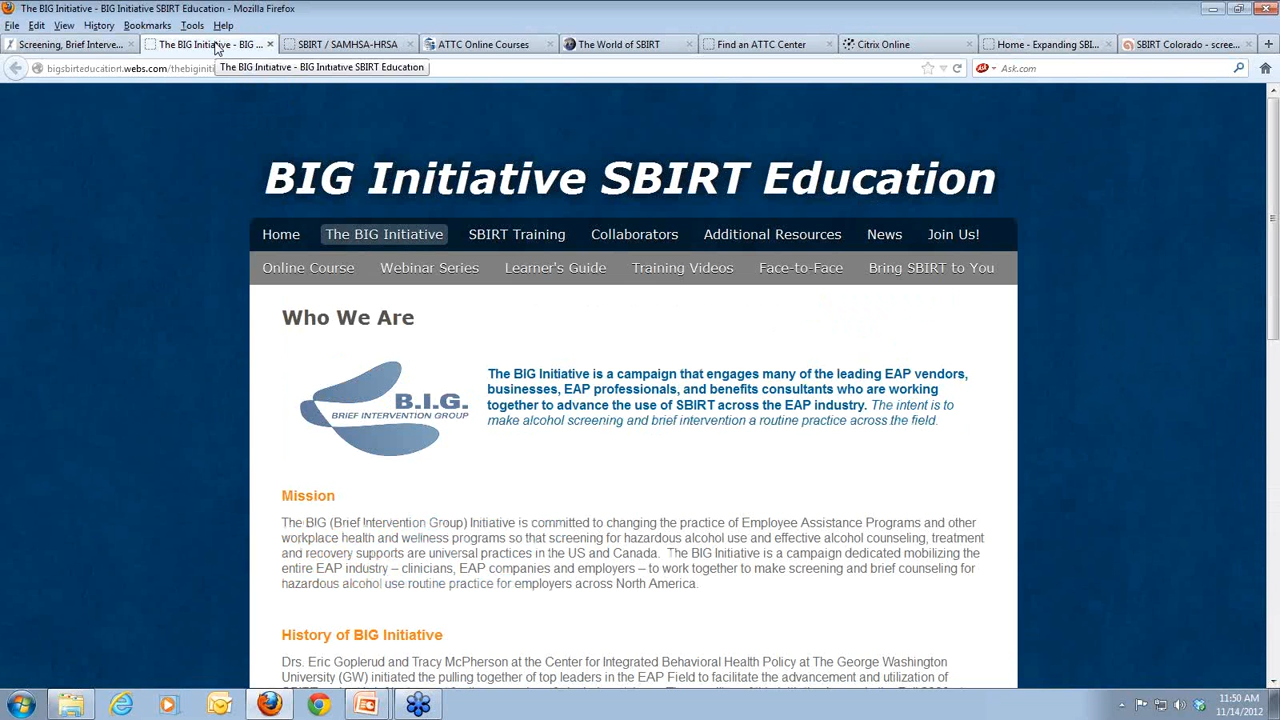 The BIG Initiative - BIG Initiative SBIRT Education - Mozilla Firefox
File Edit View History Bookmarks Tools Help
Screening, Brief Interve... The BIG Initiative - BIG ... SBIRT / SAMHSA-HRSA ATTC Online Courses The World of SBIRT Find an ATTC Center Citrix Online Home - Expanding SBI... SBIRT Colorado - scree...
bigsbirteducation.webs.com/thebiginiti The BIG Initiative - BIG Initiative SBIRT Education Ask.com
BIG Initiative SBIRT Education
Home The BIG Initiative SBIRT Training Collaborators Additional Resources News Join Us!
Online Course Webinar Series Learner's Guide Training Videos Face-to-Face Bring SBIRT to You
Who We Are
The BIG Initiative is a campaign that engages many of the leading EAP vendors,
businesses, EAP professionals, and benefits consultants who are working
together to advance the use of SBIRT across the EAP industry. The intent is to
make alcohol screening and brief intervention a routine practice across the field.
B.I.G.
BRIEF INTERVENTION GROUP
Mission
The BIG (Brief Intervention Group) Initiative is committed to changing the practice of Employee Assistance Programs and other
workplace health and wellness programs so that screening for hazardous alcohol use and effective alcohol counseling, treatment
and recovery supports are universal practices in the US and Canada. The BIG Initiative is a campaign dedicated mobilizing the
entire EAP industry – clinicians, EAP companies and employers – to work together to make screening and brief counseling for
hazardous alcohol use routine practice for employers across North America.
History of BIG Initiative
Drs. Eric Goplerud and Tracy McPherson at the Center for Integrated Behavioral Health Policy at The George Washington
University (GW) initiated the pulling together of top leaders in the EAP Field to facilitate the advancement and utilization of
11:50 AM
11/14/2012